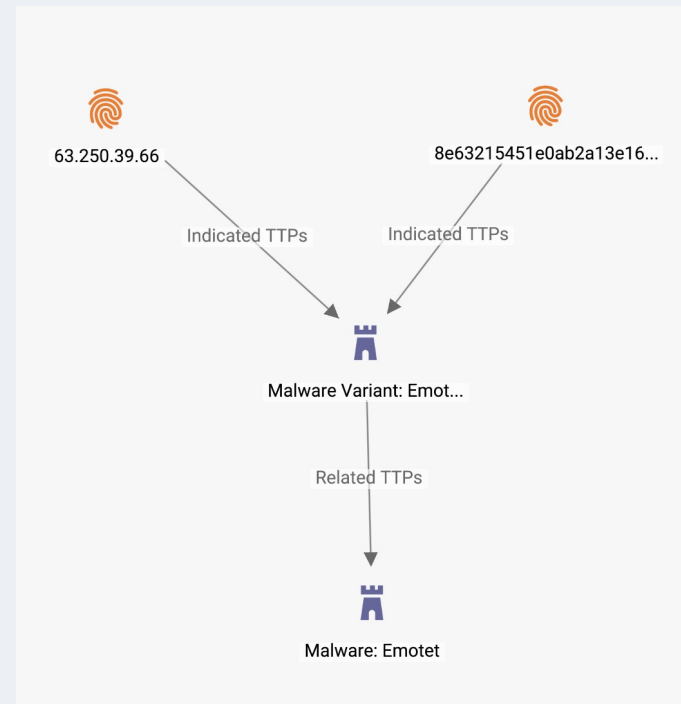 63.250.39.66
8e63215451e0ab2a13e16...
Indicated TTPs
Indicated TTPs
Malware Variant: Emot...
Related TTPs
Malware: Emotet